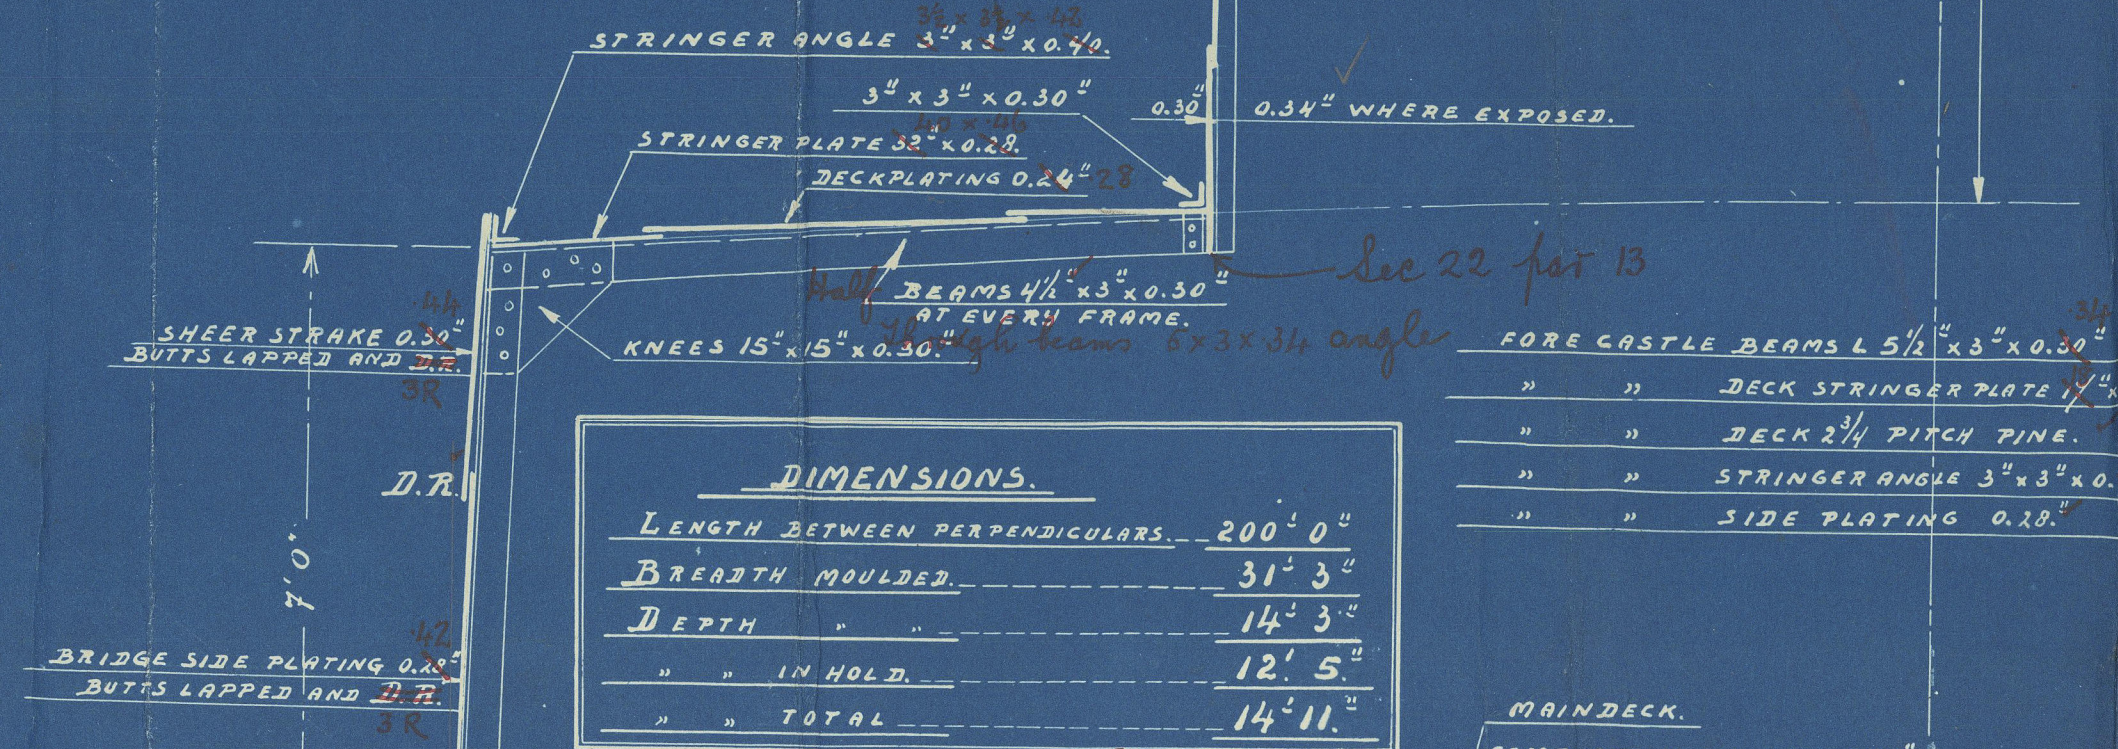 3½ × 3½ × 42
STRINGER ANGLE 3" x 3" x 0.40.
3" x 3" x 0.30"
0.30"
0.34" WHERE EXPOSED.
40 × 46
STRINGER PLATE 32" x 0.28.
DECKPLATING 0.24" 28
Sec 22 par 13
Half BEAMS 4½" x 3" x 0.30"
AT EVERY FRAME.
Through beams 6 x 3 x 34 angle
.44
SHEER STRAKE 0.30"
BUTTS LAPPED AND D.R.
3R
KNEES 15" x 15" x 0.30."
34
FORE CASTLE BEAMS L 5½" x 3" x 0.30"
" " DECK STRINGER PLATE
" " DECK 2¾ PITCH PINE.
" " STRINGER ANGLE 3" x 3" x 0.
" " SIDE PLATING 0.28."
D.R.
7' 0"
DIMENSIONS.
LENGTH BETWEEN PERPENDICULARS. 200' 0"
BREADTH MOULDED. 31' 3"
DEPTH " " 14' 3"
" " IN HOLD. 12' 5."
" " TOTAL 14' 11."
.42
BRIDGE SIDE PLATING 0.28"
BUTTS LAPPED AND D.R.
3R
MAINDECK.